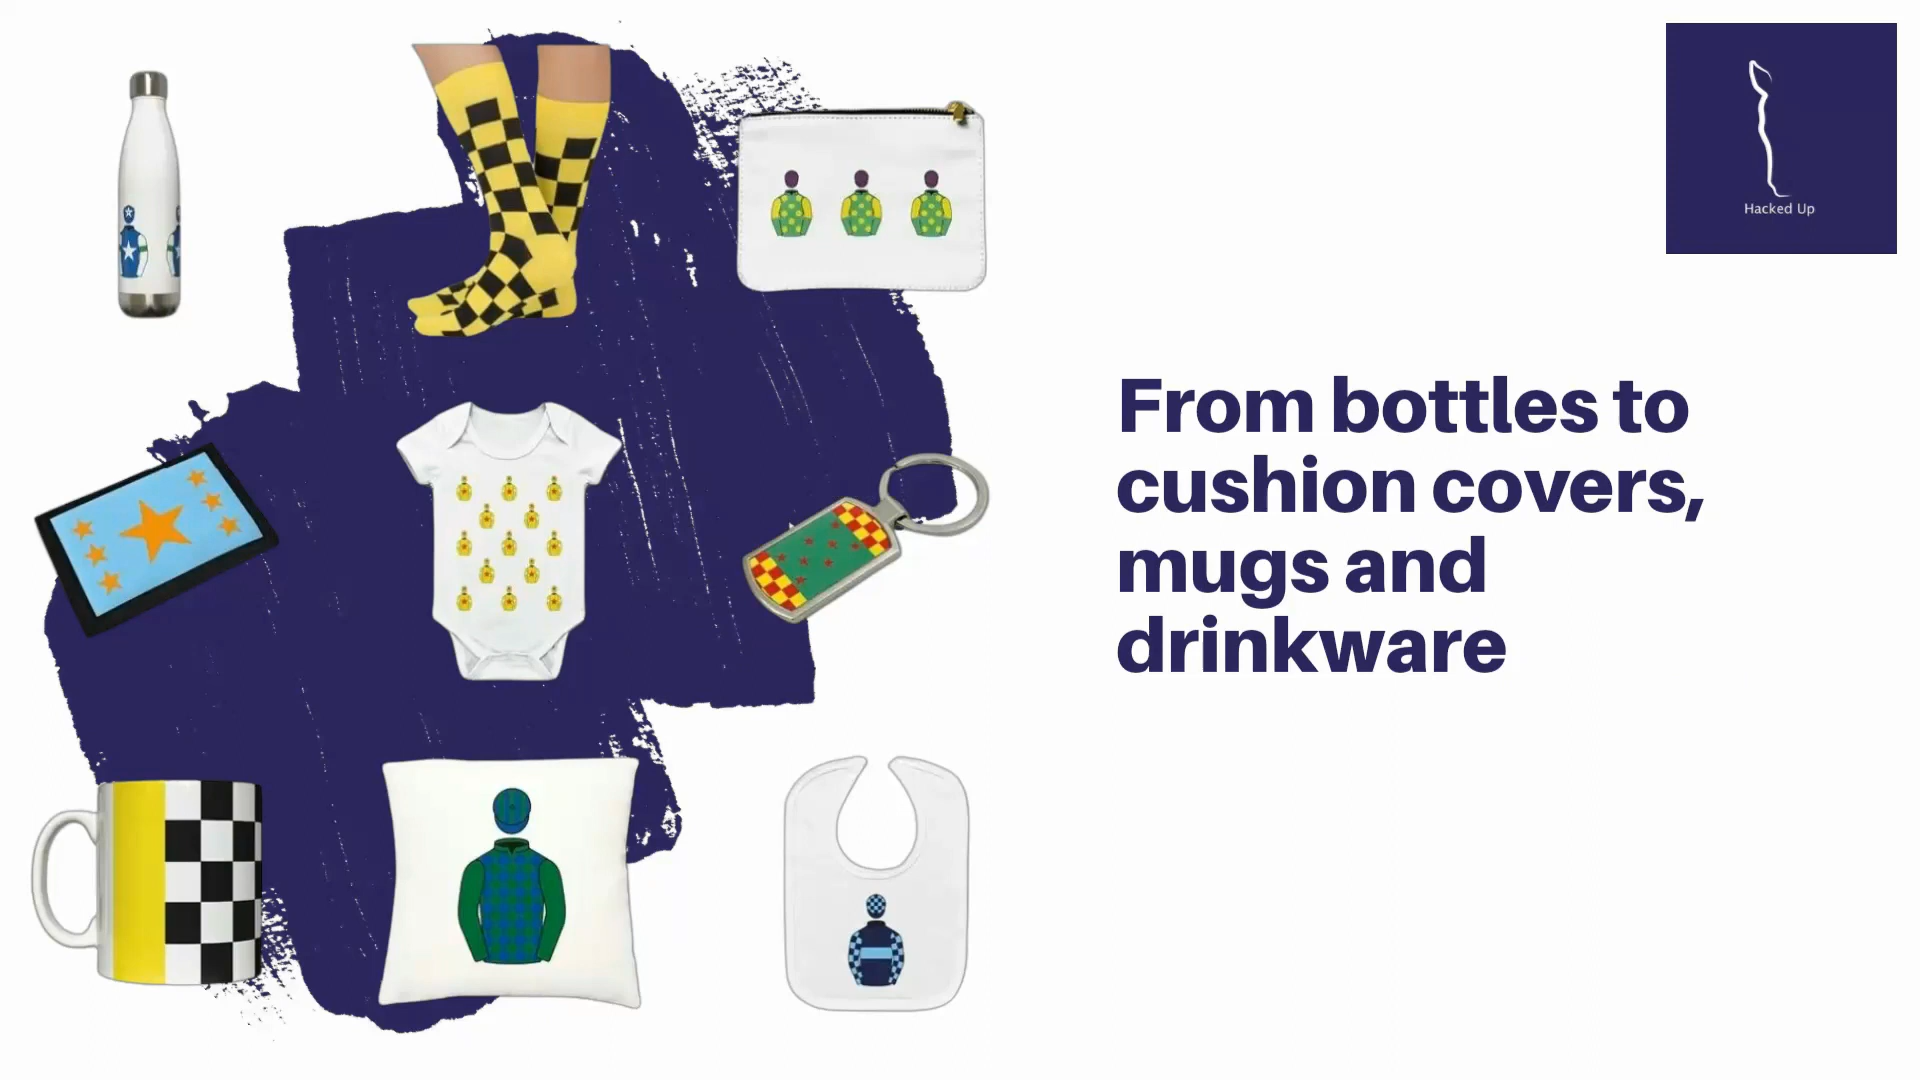 Hacked Up
From bottles to
cushion covers,
mugs and
drinkware